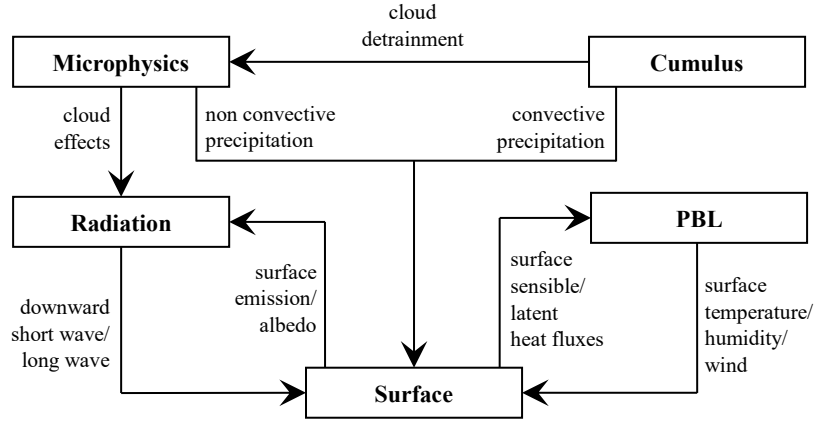 cloud
detrainment
Microphysics
Cumulus
cloud
effects
non convective
precipitation
convective
precipitation
Radiation
PBL
surface
emission/
albedo
surface
sensible/
latent
heat fluxes
downward
short wave/
long wave
surface
temperature/
humidity/
wind
Surface